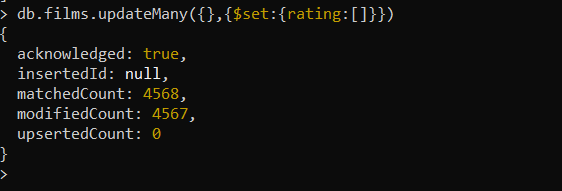 > db.films.updateMany({},{$set:{rating:[]}})
{
  acknowledged: true,
  insertedId: null,
  matchedCount: 4568,
  modifiedCount: 4567,
  upsertedCount: 0
}
>